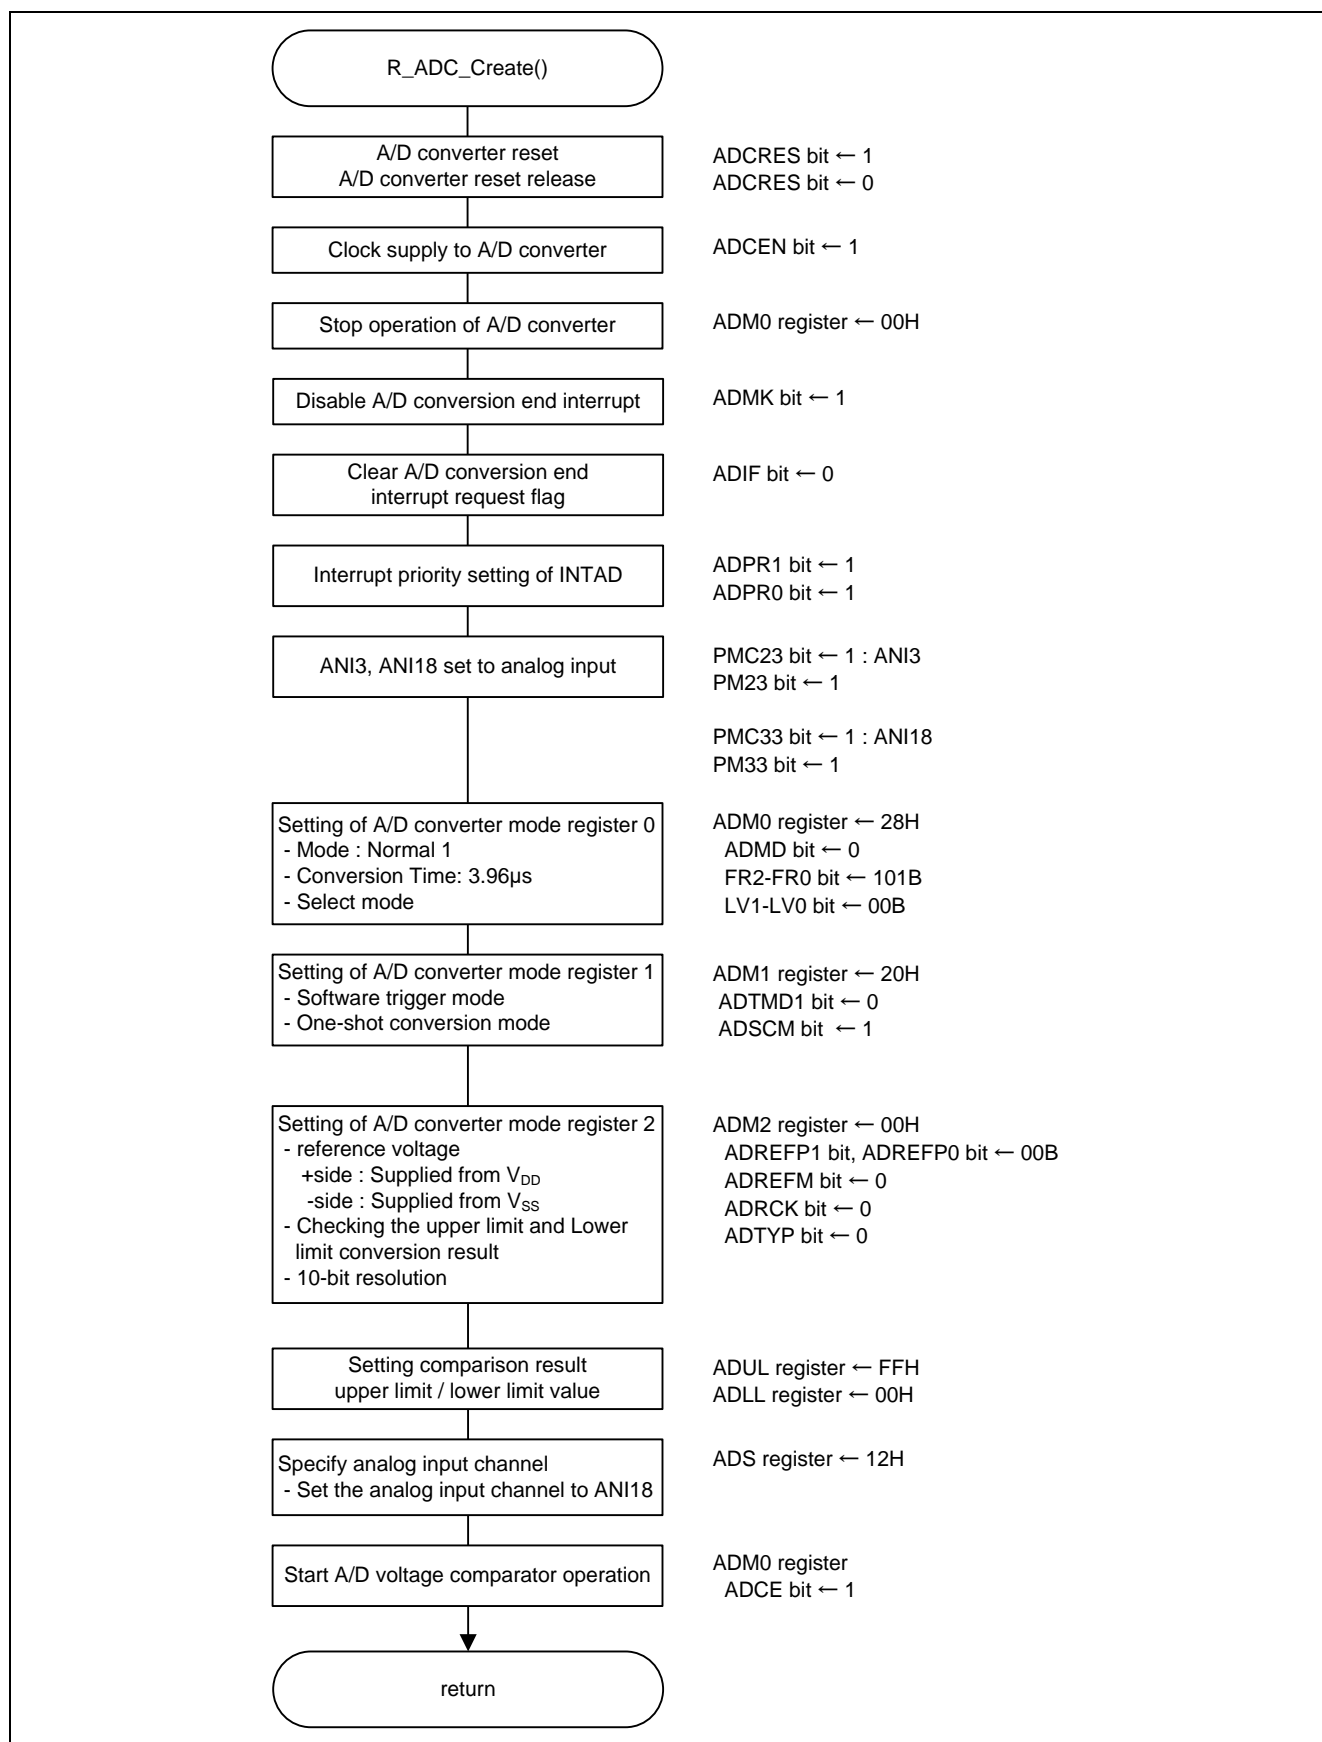 R_ADC_Create()
A/D converter reset
A/D converter reset release
ADCRES bit ← 1
ADCRES bit ← 0
Clock supply to A/D converter
ADCEN bit ← 1
Stop operation of A/D converter
ADM0 register ← 00H
Disable A/D conversion end interrupt
ADMK bit ← 1
Clear A/D conversion end
interrupt request flag
ADIF bit ← 0
Interrupt priority setting of INTAD
ADPR1 bit ← 1
ADPR0 bit ← 1
ANI3, ANI18 set to analog input
PMC23 bit ← 1 : ANI3
PM23 bit ← 1
PMC33 bit ← 1 : ANI18
PM33 bit ← 1
Setting of A/D converter mode register 0
- Mode : Normal 1
- Conversion Time: 3.96µs
- Select mode
ADM0 register ← 28H
ADMD bit ← 0
FR2-FR0 bit ← 101B
LV1-LV0 bit ← 00B
Setting of A/D converter mode register 1
- Software trigger mode
- One-shot conversion mode
ADM1 register ← 20H
ADTMD1 bit ← 0
ADSCM bit ← 1
Setting of A/D converter mode register 2
- reference voltage
+side : Supplied from VDD
-side : Supplied from VSS
- Checking the upper limit and Lower
limit conversion result
- 10-bit resolution
ADM2 register ← 00H
ADREFP1 bit, ADREFP0 bit ← 00B
ADREFM bit ← 0
ADRCK bit ← 0
ADTYP bit ← 0
Setting comparison result
upper limit / lower limit value
ADUL register ← FFH
ADLL register ← 00H
Specify analog input channel
- Set the analog input channel to ANI18
ADS register ← 12H
Start A/D voltage comparator operation
ADM0 register
ADCE bit ← 1
return